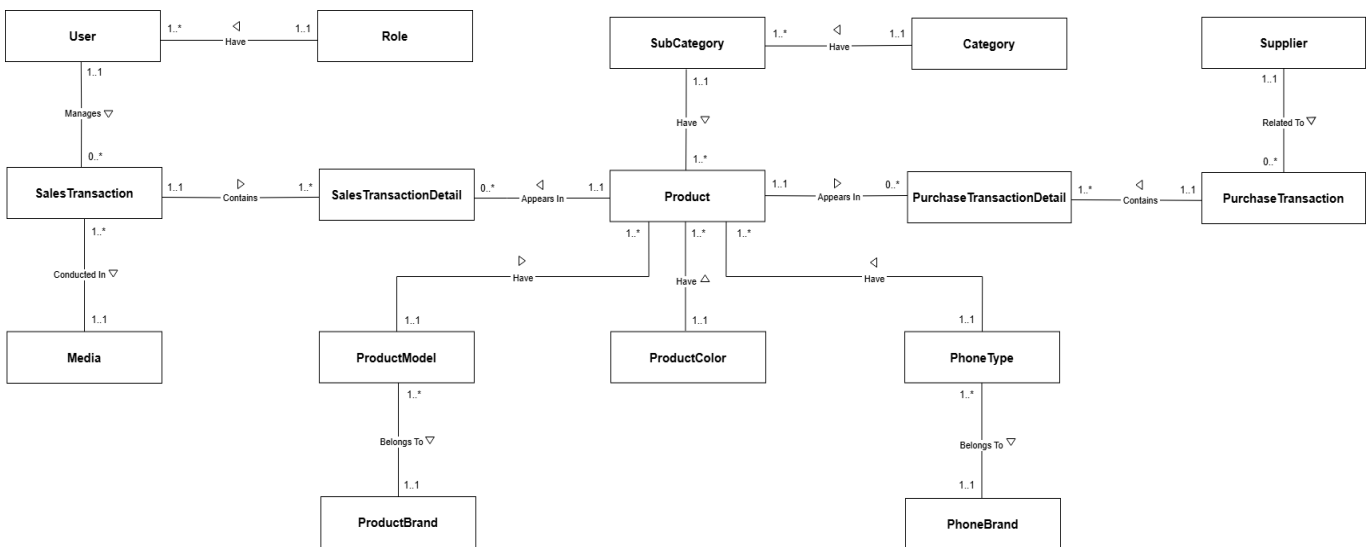 User
1..*
Have
1..1
Role
SubCategory
1..*
Have
1..1
Category
Supplier
1..1
1..1
1..1
Manages
Have
Related To
0..*
1..*
0..*
SalesTransaction
1..1
Contains
1..*
SalesTransactionDetail
0..*
Appears In
1..1
Product
1..1
Appears In
0..*
PurchaseTransactionDetail
1..*
Contains
1..1
PurchaseTransaction
1..*
1..*
1..*
1..*
Conducted In
Have
Have
Have
1..1
1..1
1..1
1..1
Media
ProductModel
ProductColor
PhoneType
1..*
1..*
Belongs To
Belongs To
1..1
1..1
ProductBrand
PhoneBrand